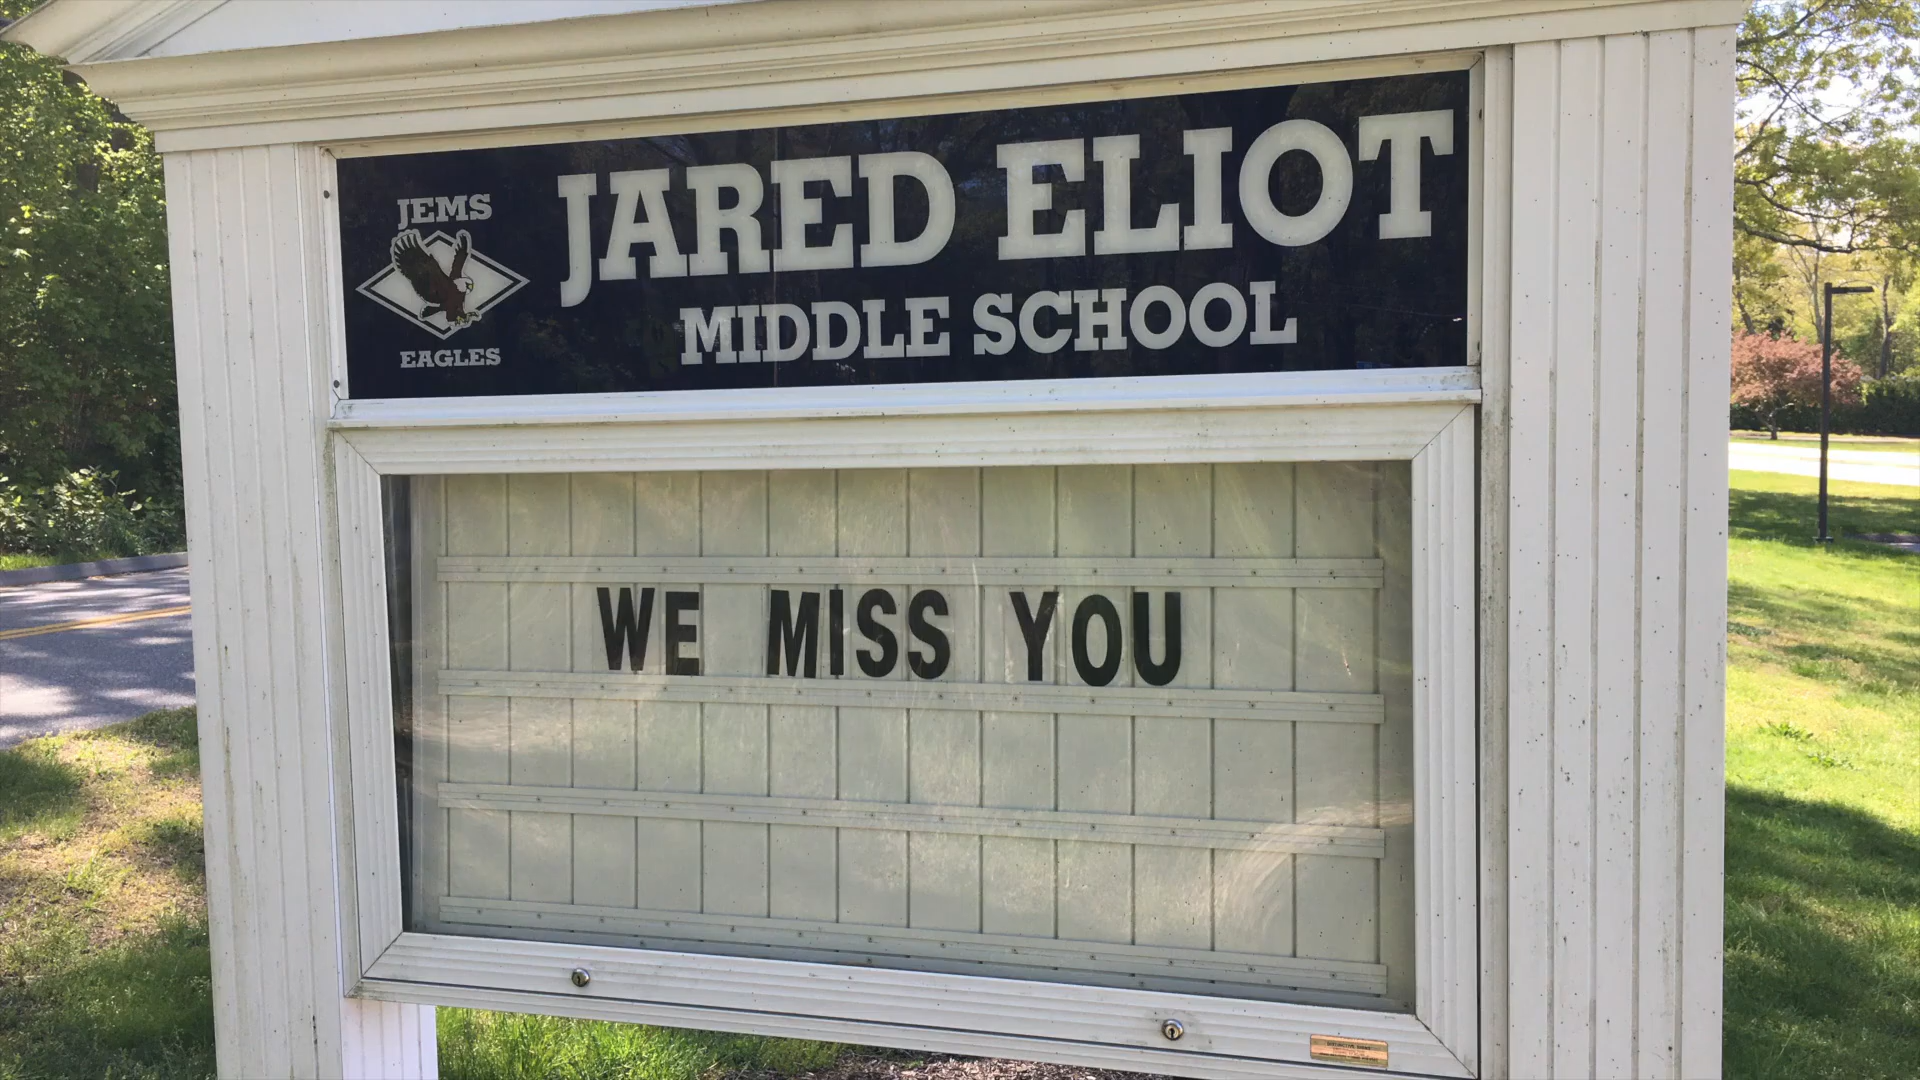 JEMS
EAGLES
JARED ELIOT
MIDDLE SCHOOL
WE MISS YOU